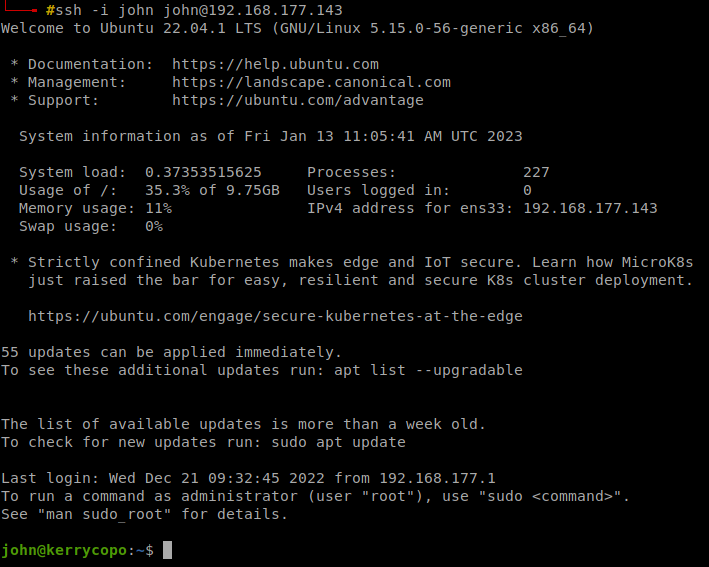 #ssh -i john john@192.168.177.143
Welcome to Ubuntu 22.04.1 LTS (GNU/Linux 5.15.0-56-generic x86_64)
* Documentation:  https://help.ubuntu.com
* Management:     https://landscape.canonical.com
* Support:        https://ubuntu.com/advantage
System information as of Fri Jan 13 11:05:41 AM UTC 2023
System load:  0.37353515625     Processes:              227
Usage of /:   35.3% of 9.75GB   Users logged in:        0
Memory usage: 11%               IPv4 address for ens33: 192.168.177.143
Swap usage:   0%
* Strictly confined Kubernetes makes edge and IoT secure. Learn how MicroK8s
just raised the bar for easy, resilient and secure K8s cluster deployment.
https://ubuntu.com/engage/secure-kubernetes-at-the-edge
55 updates can be applied immediately.
To see these additional updates run: apt list --upgradable
The list of available updates is more than a week old.
To check for new updates run: sudo apt update
Last login: Wed Dec 21 09:32:45 2022 from 192.168.177.1
To run a command as administrator (user "root"), use "sudo <command>".
See "man sudo_root" for details.
john@kerrycopo:~$